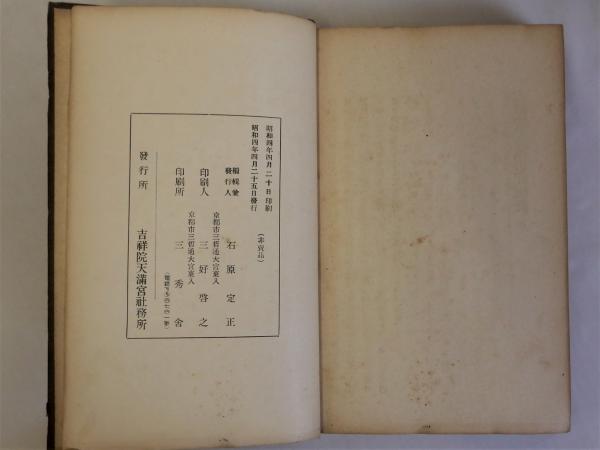 昭和四年四月二十日印刷
昭和四年四月二十五日發行
(非賣品)
編輯兼
發行人
石原定正
京都市三哲通大宮東入
印刷人
三好啓之
京都市三哲通大宮東入
印刷所
三秀舍
發行所
吉祥院天滿宮社務所